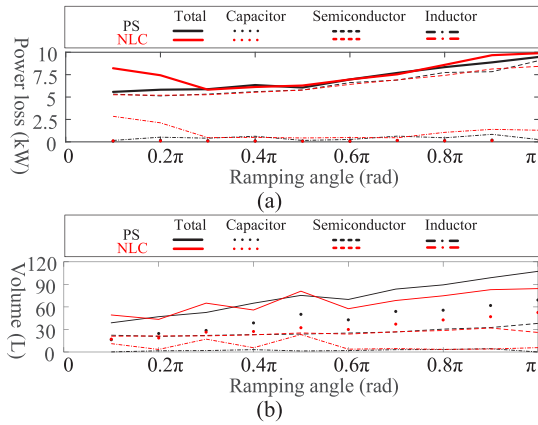 (a)
Total Capacitor Semiconductor Inductor
PS
NLC
Power loss (kW)
10
7.5
5
2.5
0
0 0.2π 0.4π 0.6π 0.8π π
Ramping angle (rad)
(a)
Total Capacitor Semiconductor Inductor
PS
NLC
Volume (L)
120
90
60
30
0
0 0.2π 0.4π 0.6π 0.8π π
Ramping angle (rad)
(b)